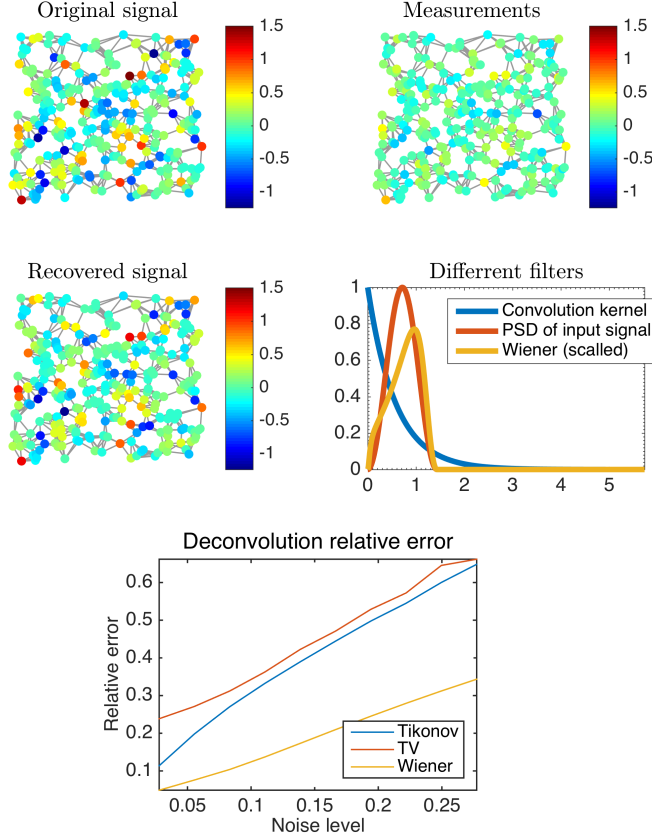 Original signal
Measurements
1.5
1
0.5
0
-0.5
-1
1.5
1
0.5
0
-0.5
-1
Recovered signal
Differrent filters
1.5
1
0.5
0
-0.5
-1
1
0.8
0.6
0.4
0.2
0
0 1 2 3 4 5
Convolution kernel
PSD of input signal
Wiener (scalled)
Deconvolution relative error
Relative error
0.6
0.5
0.4
0.3
0.2
0.1
Tikonov
TV
Wiener
0.05 0.1 0.15 0.2 0.25
Noise level